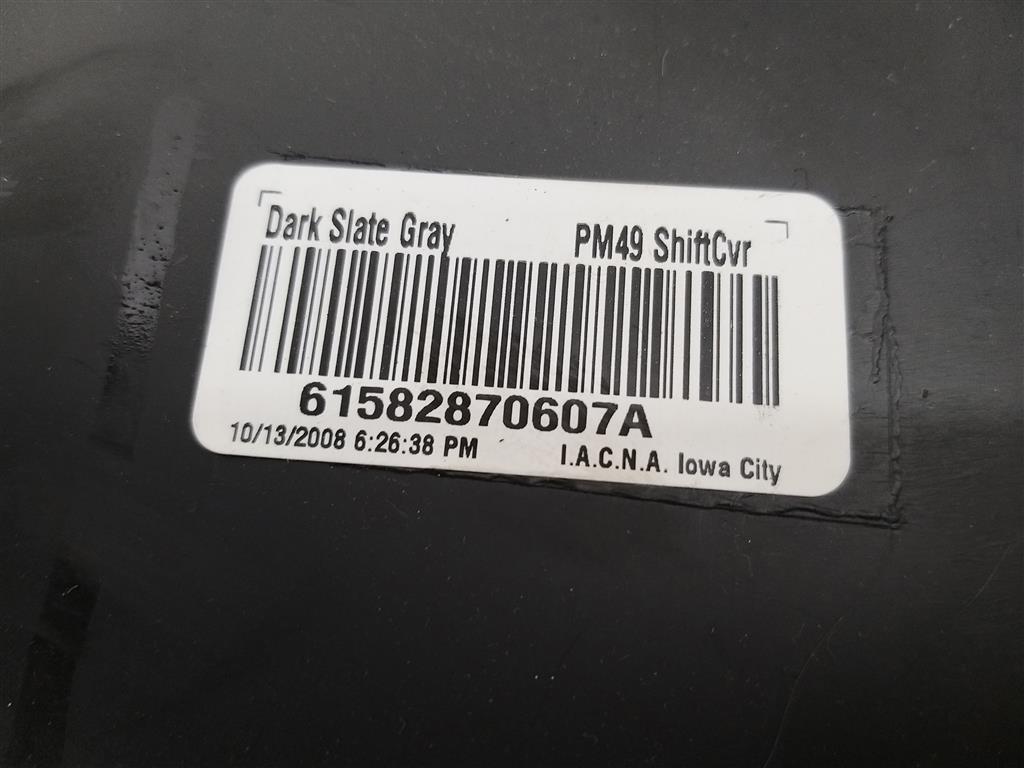 Dark Slate Gray PM49 ShiftCvr
61582870607A
10/13/2008 6:26:38 PM I.A.C.N.A. Iowa City